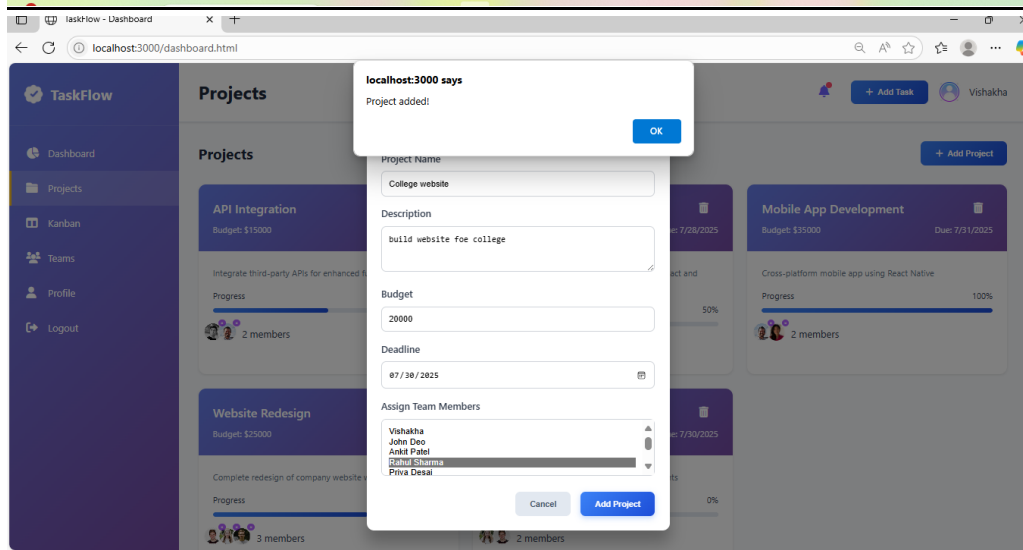 TaskFlow - Dashboard
localhost:3000/dashboard.html
localhost:3000 says
Project added!
OK
TaskFlow
Dashboard
Projects
Kanban
Teams
Profile
Logout
Projects
+ Add Task
Vishakha
Projects
+ Add Project
API Integration
Budget: $15000
Integrate third-party APIs for enhanced
Progress
2 members
7/28/2025
act and
50%
Mobile App Development
Budget: $35000
Due: 7/31/2025
Cross-platform mobile app using React Native
Progress
100%
2 members
Website Redesign
Budget: $25000
Complete redesign of company website
Progress
3 members
7/30/2025
0%
2 members
Project Name
College website
Description
build website foe college
Budget
20000
Deadline
07/30/2025
Assign Team Members
Vishakha
John Deo
Ankit Patel
Rahul Sharma
Priya Desai
Cancel
Add Project